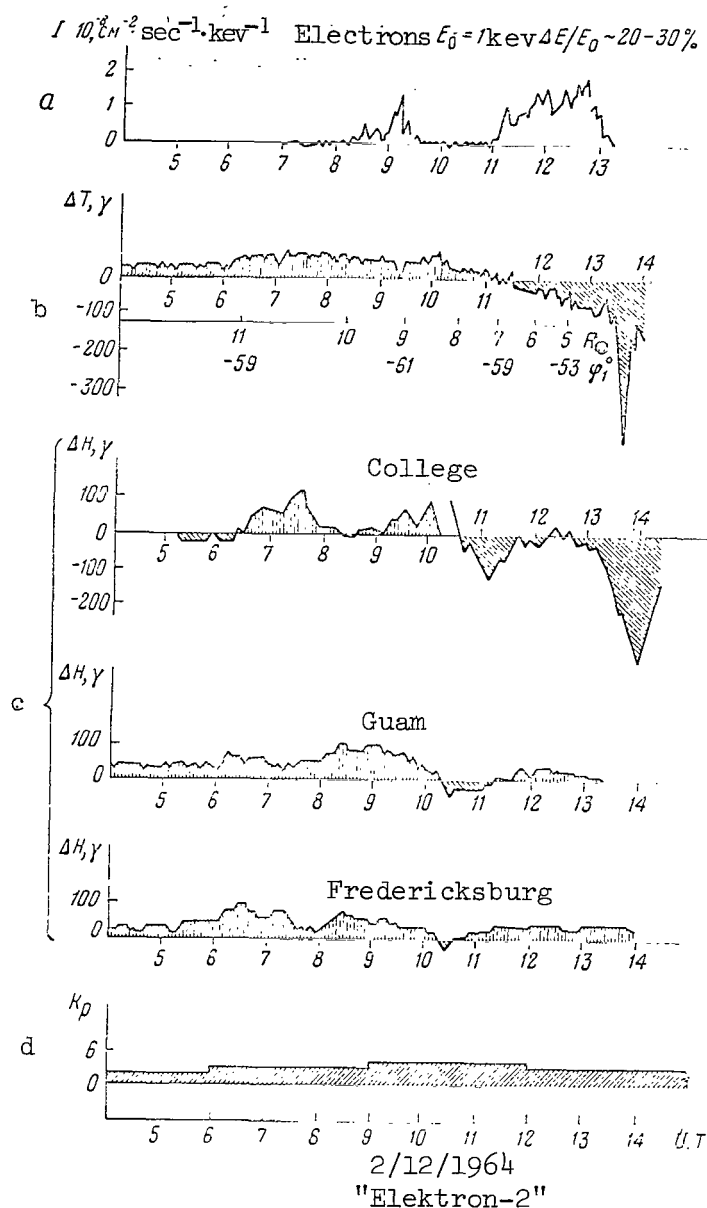 I 10,⁸см⁻² sec⁻¹·kev⁻¹ Electrons E₀ = 1kev ΔE/E₀ ~20-30%
a
2
1
0
5 6 7 8 9 10 11 12 13
ΔT, γ
12 13 14
0
5 6 7 8 9 10 11
b
-100
11 10 9 8 7 6 5
-59 -61 -59 -53 φ₁°
-200
-300
c
ΔH, γ
College
100
11 12 13 14
0
5 6 7 8 9 10
-100
-200
ΔH, γ
Guam
100
0
5 6 7 8 9 10 11 12 13 14
ΔH, γ
Fredericksburg
100
0
5 6 7 8 9 10 11 12 13 14
Kp
d
6
0
5 6 7 8 9 10 11 12 13 14 U.T
2/12/1964
"Elektron-2"